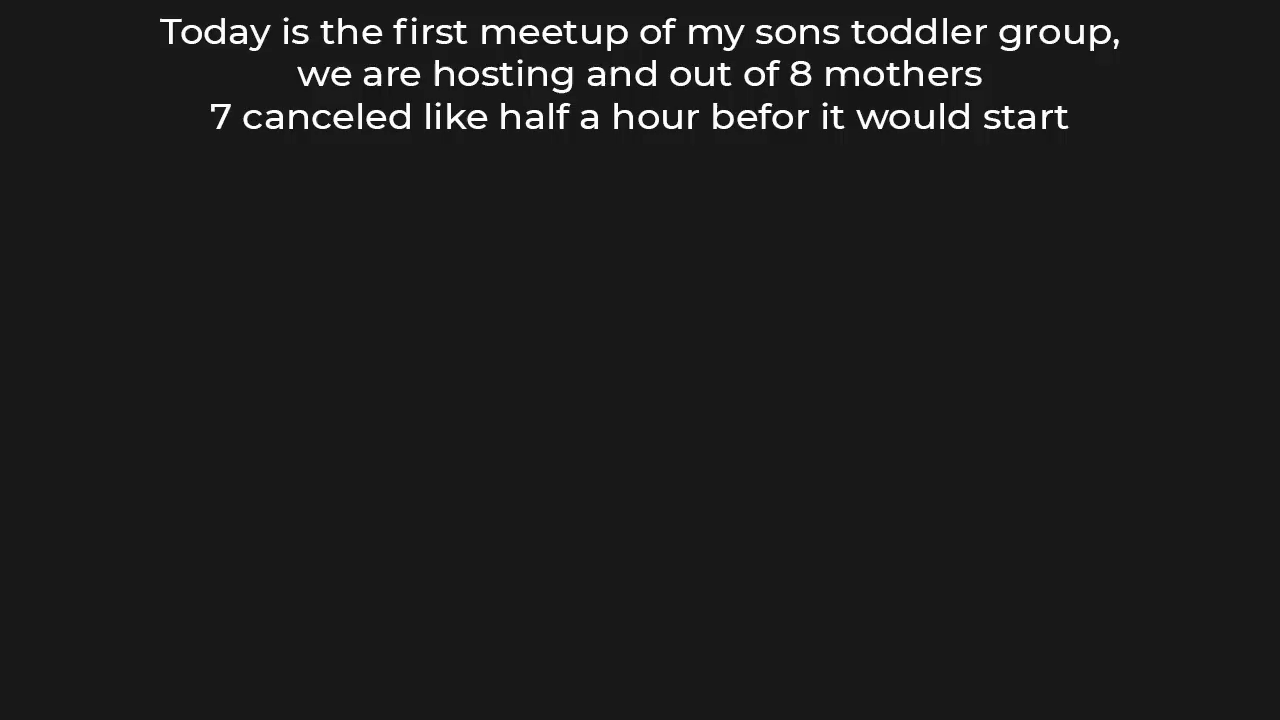 Today is the first meetup of my sons toddler group,
we are hosting and out of 8 mothers
7 canceled like half a hour befor it would start